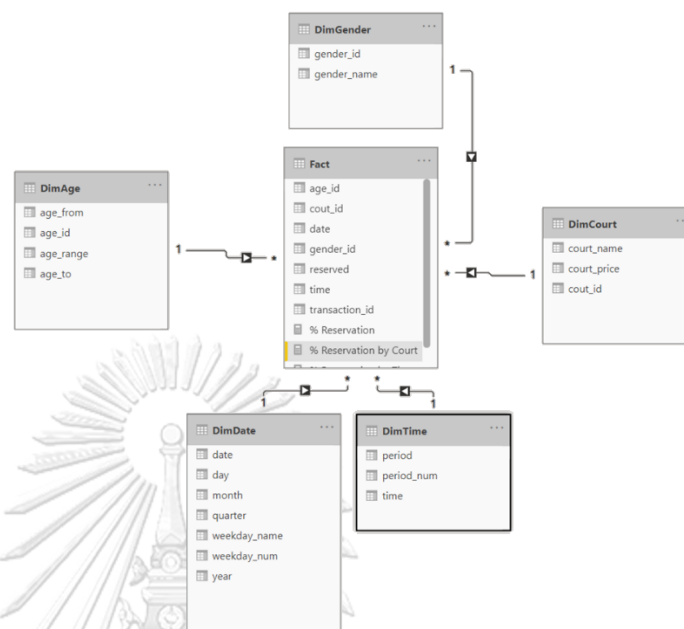 DimGender
gender_id
gender_name
1
Fact
age_id
cout_id
date
gender_id
reserved
time
transaction_id
% Reservation
% Reservation by Court
*
*
*
*
*
DimAge
age_from
age_id
age_range
age_to
1
DimCourt
court_name
court_price
cout_id
1
1
DimDate
date
day
month
quarter
weekday_name
weekday_num
year
1
DimTime
period
period_num
time